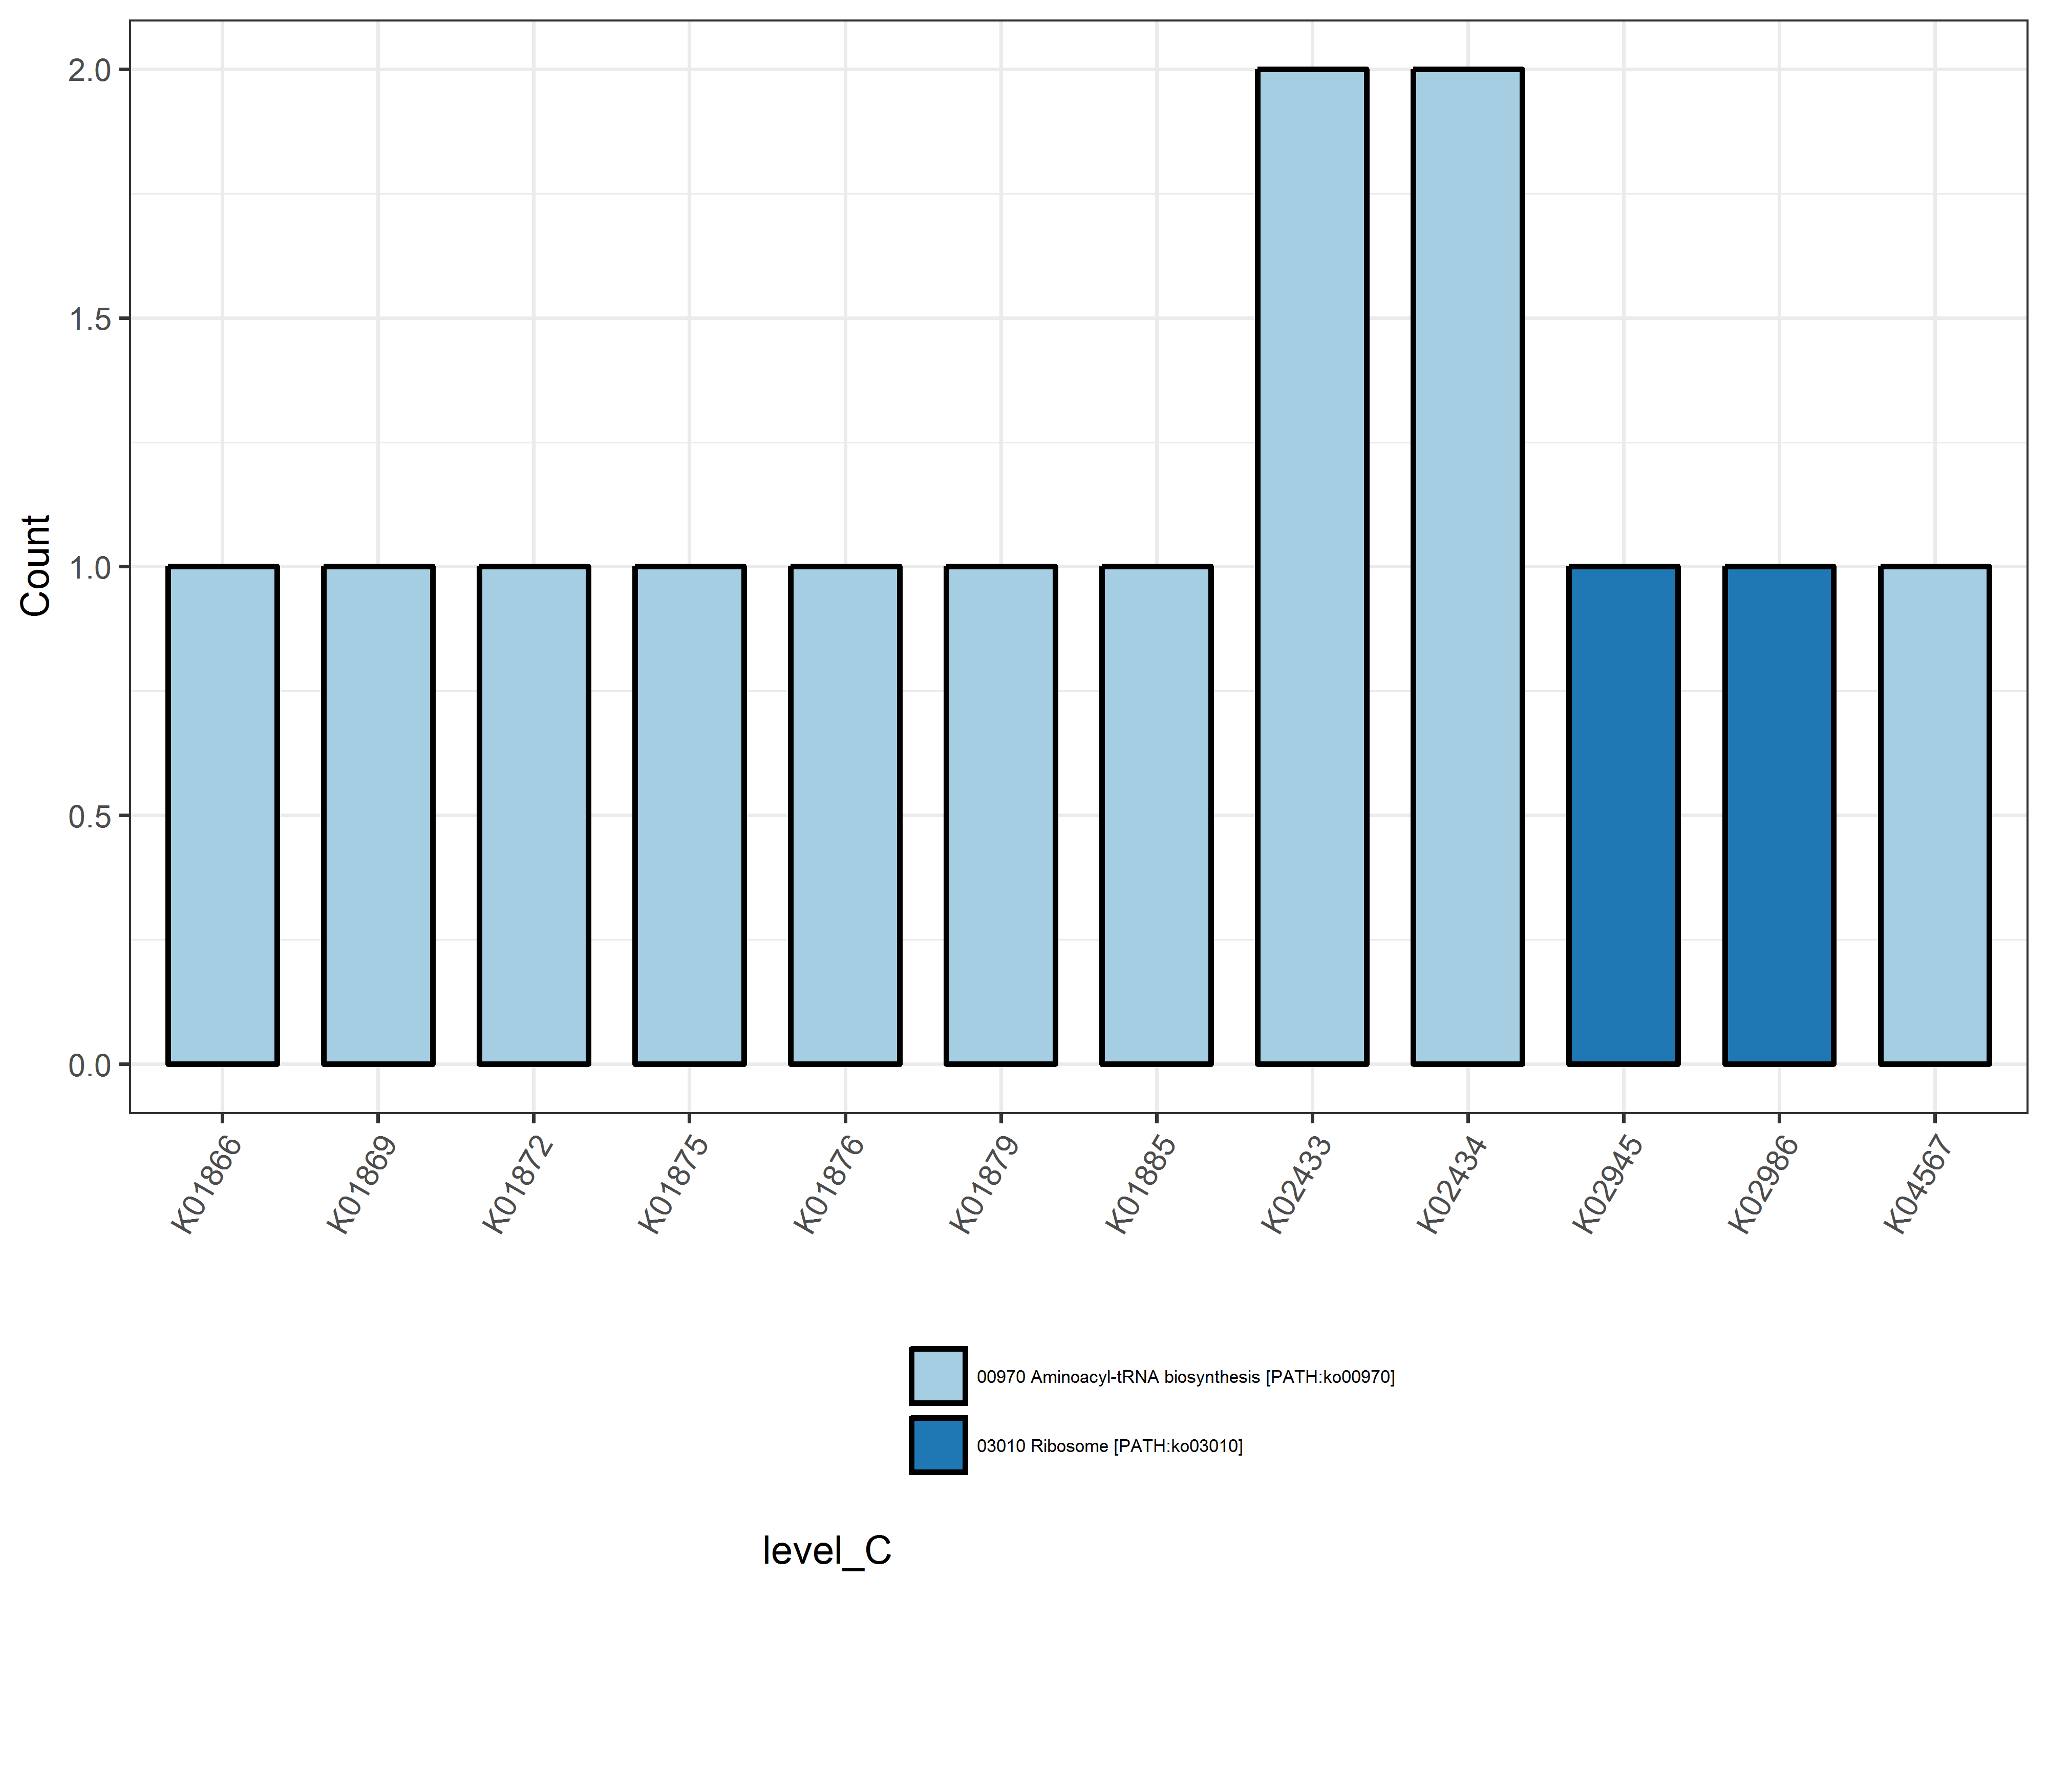 Count
2.0
1.5
1.0
0.5
0.0
K01866
K01869
K01872
K01875
K01876
K01879
K01885
K02433
K02434
K02945
K02986
K04567
00970 Aminoacyl-tRNA biosynthesis [PATH:ko00970]
03010 Ribosome [PATH:ko03010]
level_C